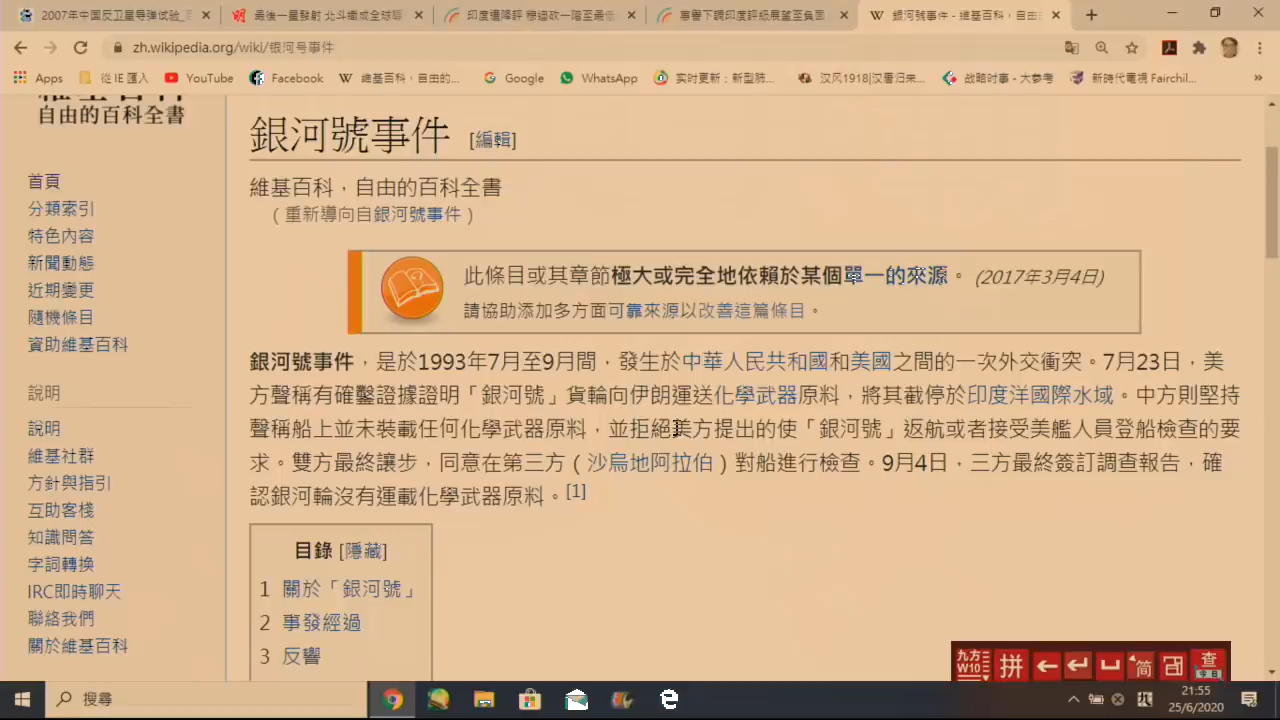 2007年中国反卫星导弹试验_
最後一星發射 北斗織成全球
印度遭降評 穆迪砍一階至最低
惠譽下調印度評級展望至負面
銀河號事件 - 維基百科，自由
zh.wikipedia.org/wiki/银河号事件
Apps
從 IE 匯入
YouTube
Facebook
維基百科，自由的...
Google
WhatsApp
实时更新：新型肺...
汉风1918|汉書归来...
战略时事 - 大参考
新時代電視 Fairchil...
»
維基百科
自由的百科全書
銀河號事件 [編輯]
維基百科，自由的百科全書
（重新導向自銀河號事件）
此條目或其章節極大或完全地依賴於某個單一的來源。 (2017年3月4日)
請協助添加多方面可靠來源以改善這篇條目。
銀河號事件，是於1993年7月至9月間，發生於中華人民共和國和美國之間的一次外交衝突。7月23日，美
方聲稱有確鑿證據證明「銀河號」貨輪向伊朗運送化學武器原料，將其截停於印度洋國際水域。中方則堅持
聲稱船上並未裝載任何化學武器原料，並拒絕美方提出的使「銀河號」返航或者接受美艦人員登船檢查的要
求。雙方最終讓步，同意在第三方（沙烏地阿拉伯）對船進行檢查。9月4日，三方最終簽訂調查報告，確
認銀河輪沒有運載化學武器原料。[1]
目錄 [隱藏]
1 關於「銀河號」
2 事發經過
3 反響
首頁
分類索引
特色內容
新聞動態
近期變更
隨機條目
資助維基百科
說明
說明
維基社群
方針與指引
互助客棧
知識問答
字詞轉換
IRC即時聊天
聯絡我們
關於維基百科
九方
W10
拼
简
查
搜尋
21:55
25/6/2020